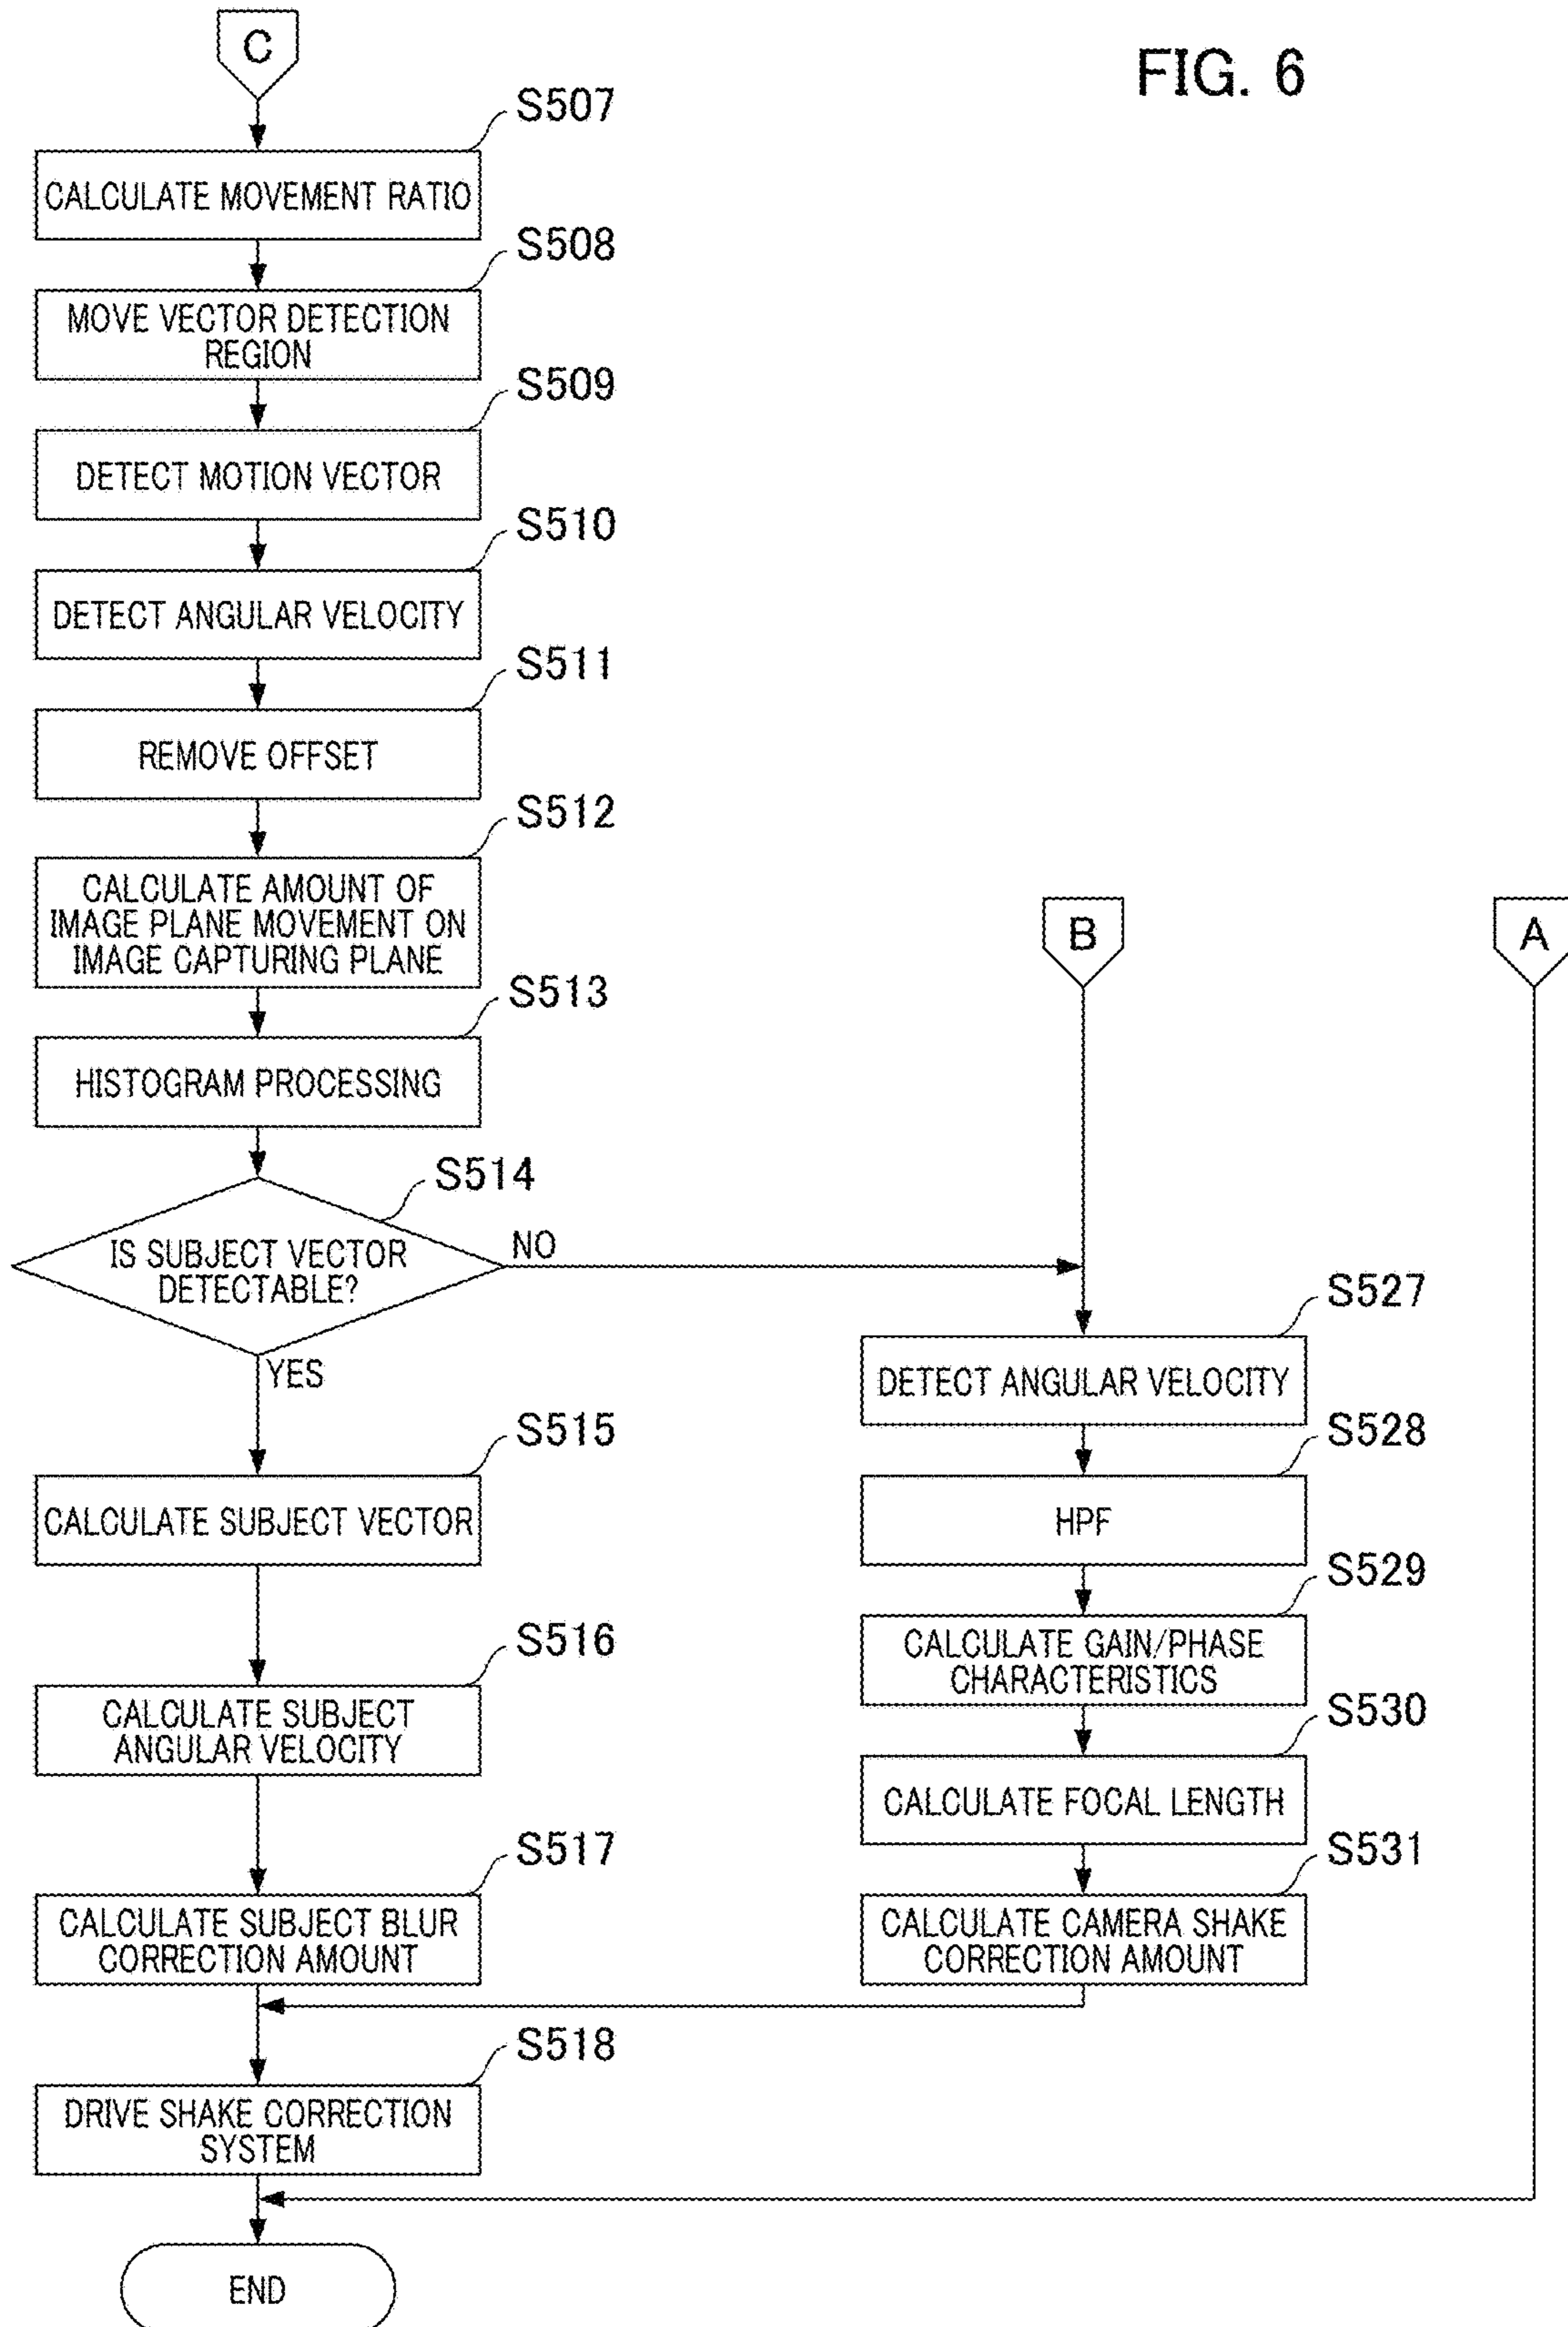 FIG. 6
C
S507
CALCULATE MOVEMENT RATIO
S508
MOVE VECTOR DETECTION
REGION
S509
DETECT MOTION VECTOR
S510
DETECT ANGULAR VELOCITY
S511
REMOVE OFFSET
S512
CALCULATE AMOUNT OF
IMAGE PLANE MOVEMENT ON
IMAGE CAPTURING PLANE
S513
HISTOGRAM PROCESSING
S514
IS SUBJECT VECTOR
DETECTABLE?
NO
YES
S515
CALCULATE SUBJECT VECTOR
S516
CALCULATE SUBJECT
ANGULAR VELOCITY
S517
CALCULATE SUBJECT BLUR
CORRECTION AMOUNT
B
S527
DETECT ANGULAR VELOCITY
S528
HPF
S529
CALCULATE GAIN/PHASE
CHARACTERISTICS
S530
CALCULATE FOCAL LENGTH
S531
CALCULATE CAMERA SHAKE
CORRECTION AMOUNT
S518
DRIVE SHAKE CORRECTION
SYSTEM
A
END